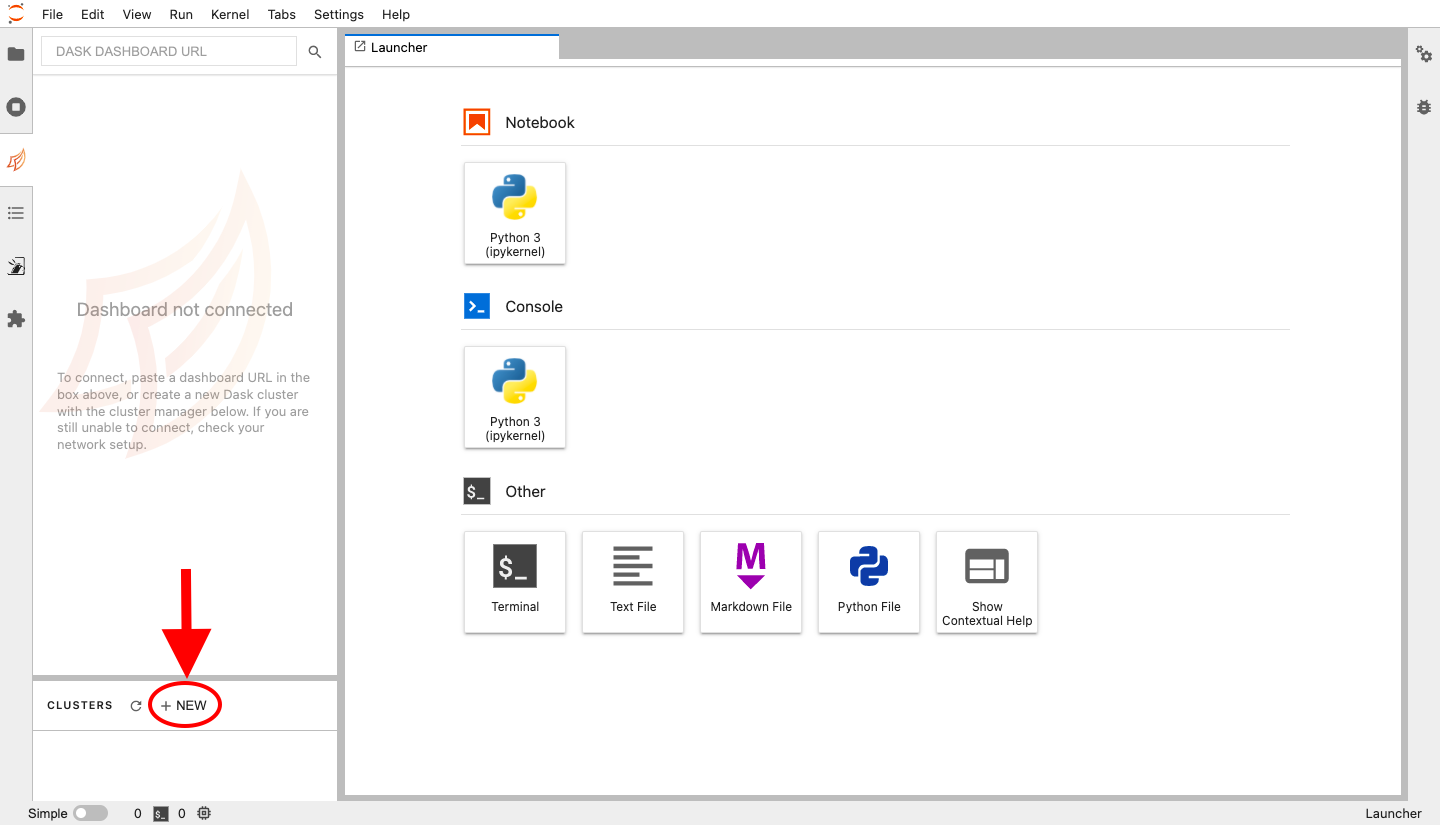 File Edit View Run Kernel Tabs Settings Help
DASK DASHBOARD URL
Dashboard not connected
To connect, paste a dashboard URL in the
box above, or create a new Dask cluster
with the cluster manager below. If you are
still unable to connect, check your
network setup.
CLUSTERS + NEW
Launcher
Notebook
Python 3
(ipykernel)
Console
Python 3
(ipykernel)
$_ Other
$_
Terminal
Text File
M
Markdown File
Python File
Show
Contextual Help
Simple 0 $_ 0
Launcher